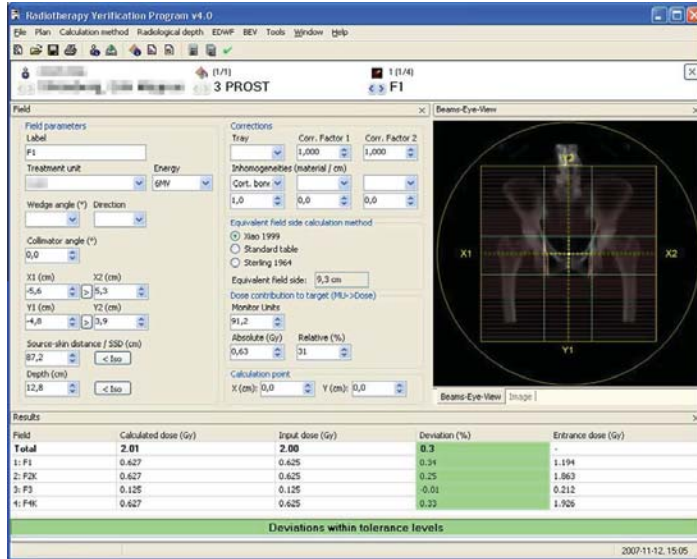 Radiotherapy Verification Program v4.0
File Plan Calculation method Radiological depth EDWF BEV Tools Window Help
(1/1) 1 (1/4)
3 PROST F1
Field
Beams-Eye-View
Field parameters
Label
F1
Treatment unit Energy
6MV
Wedge angle (°) Direction
Collimator angle (°)
0,0
X1 (cm) X2 (cm)
-5,6 > 5,3
Y1 (cm) Y2 (cm)
-4,8 > 3,9
Source-skin distance / SSD (cm)
87,2 < Iso
Depth (cm)
12,8 < Iso
Corrections
Tray Corr. Factor 1 Corr. Factor 2
1,000 1,000
Inhomogeneities (material / cm)
Cort. bone
1,0 0,0 0,0
Equivalent field side calculation method
Xiao 1999
Standard table
Sterling 1964
Equivalent field side: 9,3 cm
Dose contribution to target (MU->Dose)
Monitor Units
91,2
Absolute (Gy) Relative (%)
0,63 31
Calculation point
X (cm): 0,0 Y (cm): 0,0
Y2
X1 X2
Y1
Beams-Eye-View Image
Results
Field Calculated dose (Gy) Input dose (Gy) Deviation (%) Entrance dose (Gy)
Total 2.01 2.00 0.3 -
1: F1 0.627 0.625 0.34 1.194
2: F2K 0.627 0.625 0.25 1.863
3: F3 0.125 0.125 -0.01 0.212
4: F4K 0.627 0.625 0.33 1.926
Deviations within tolerance levels
2007-11-12, 15:05